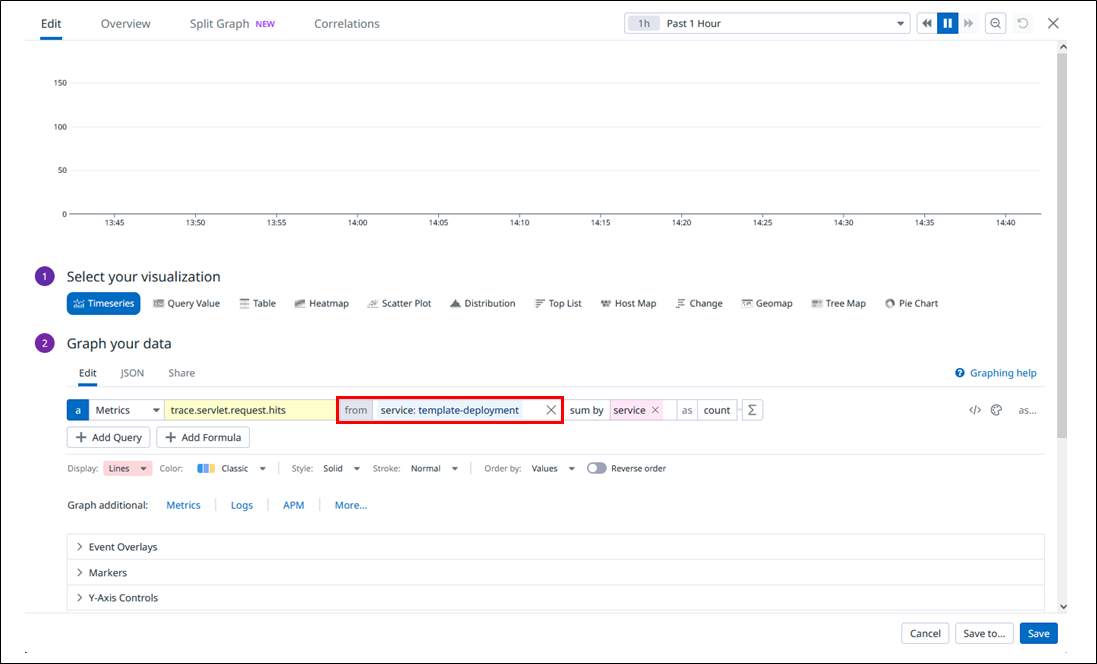 Edit Overview Split Graph NEW Correlations 1h Past 1 Hour
150
100
50
0
13:45 13:50 13:55 14:00 14:05 14:10 14:15 14:20 14:25 14:30 14:35 14:40
1 Select your visualization
Timeseries Query Value Table Heatmap Scatter Plot Distribution Top List Host Map Change Geomap Tree Map Pie Chart
2 Graph your data
Edit JSON Share Graphing help
a Metrics trace.servlet.request.hits from service: template-deployment sum by service as count Σ </> as...
+ Add Query + Add Formula
Display: Lines Color: Classic Style: Solid Stroke: Normal Order by: Values Reverse order
Graph additional: Metrics Logs APM More...
Event Overlays
Markers
Y-Axis Controls
Cancel Save to... Save